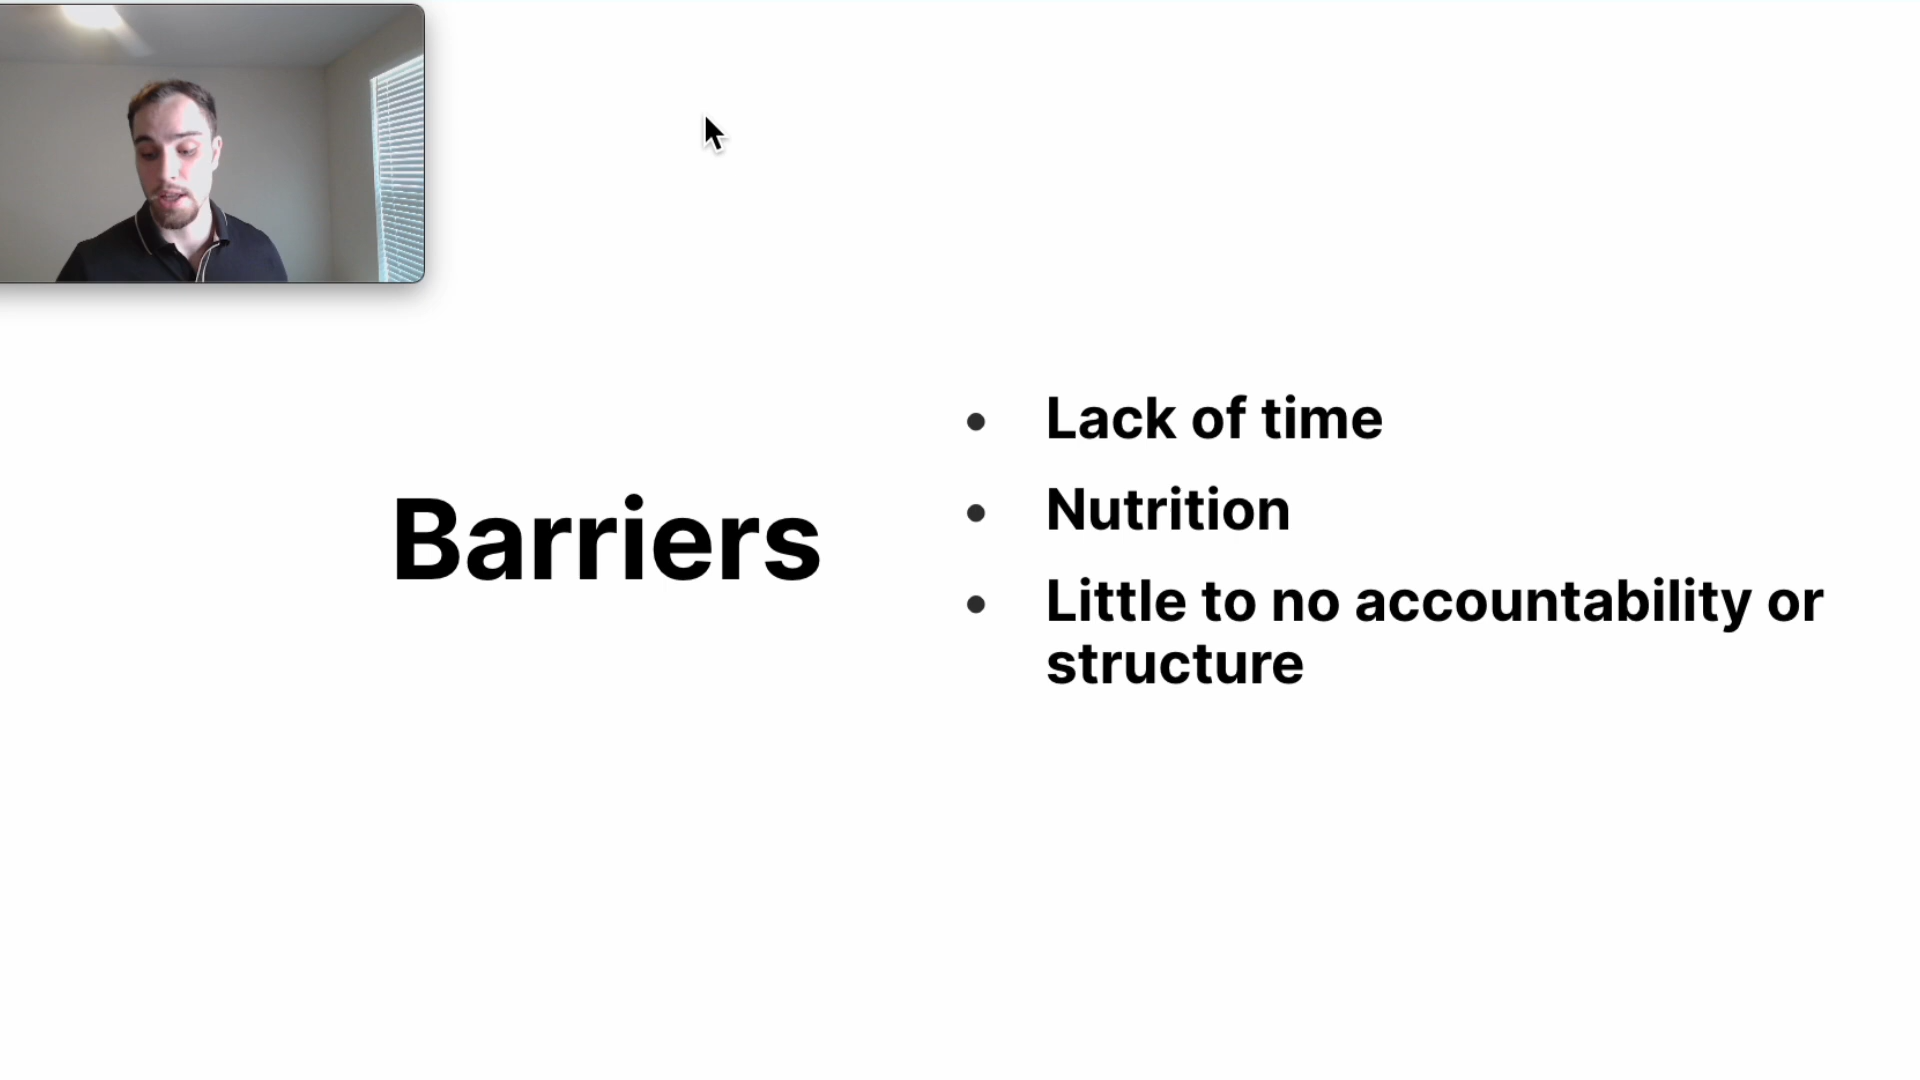 Barriers
Lack of time
Nutrition
Little to no accountability or
structure